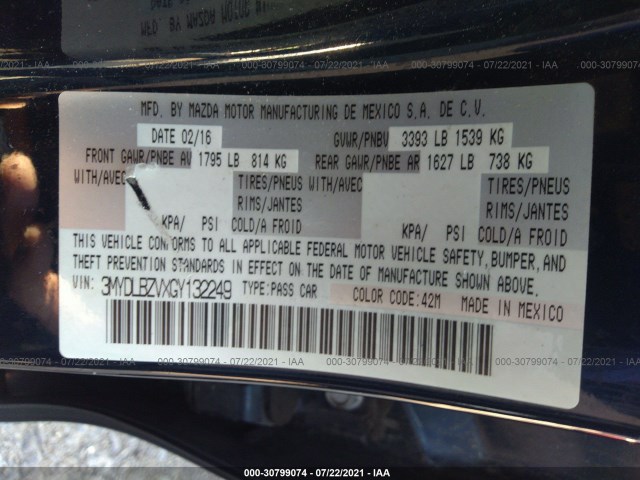 MFD. BY MAZDA MOTOR MANUFACTURING DE MEXICO S.A. DE C.V.
DATE 02/16 GVWR/PNBV 3393 LB 1539 KG
FRONT GAWR/PNBE AV 1795 LB 814 KG REAR GAWR/PNBE AR 1627 LB 738 KG
WITH/AVEC TIRES/PNEUS WITH/AVEC TIRES/PNEUS
RIMS/JANTES RIMS/JANTES
KPA/ PSI COLD/A FROID KPA/ PSI COLD/A FROID
THIS VEHICLE CONFORMS TO ALL APPLICABLE FEDERAL MOTOR VEHICLE SAFETY, BUMPER, AND
THEFT PREVENTION STANDARDS IN EFFECT ON THE DATE OF MANUFACTURE SHOWN ABOVE.
VIN: 3MYDLBZVXGY132249 TYPE:PASS CAR COLOR CODE:42M MADE IN MEXICO
000-30799074 - 07/22/2021 - IAA